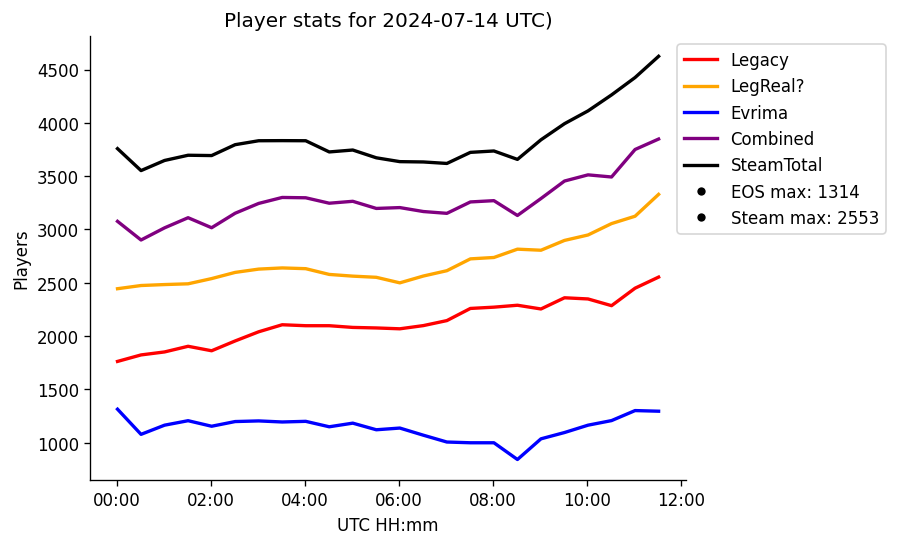 Player stats for 2024-07-14 UTC)
Players
4500
4000
3500
3000
2500
2000
1500
1000
00:00 02:00 04:00 06:00 08:00 10:00 12:00
UTC HH:mm
Legacy
LegReal?
Evrima
Combined
SteamTotal
EOS max: 1314
Steam max: 2553